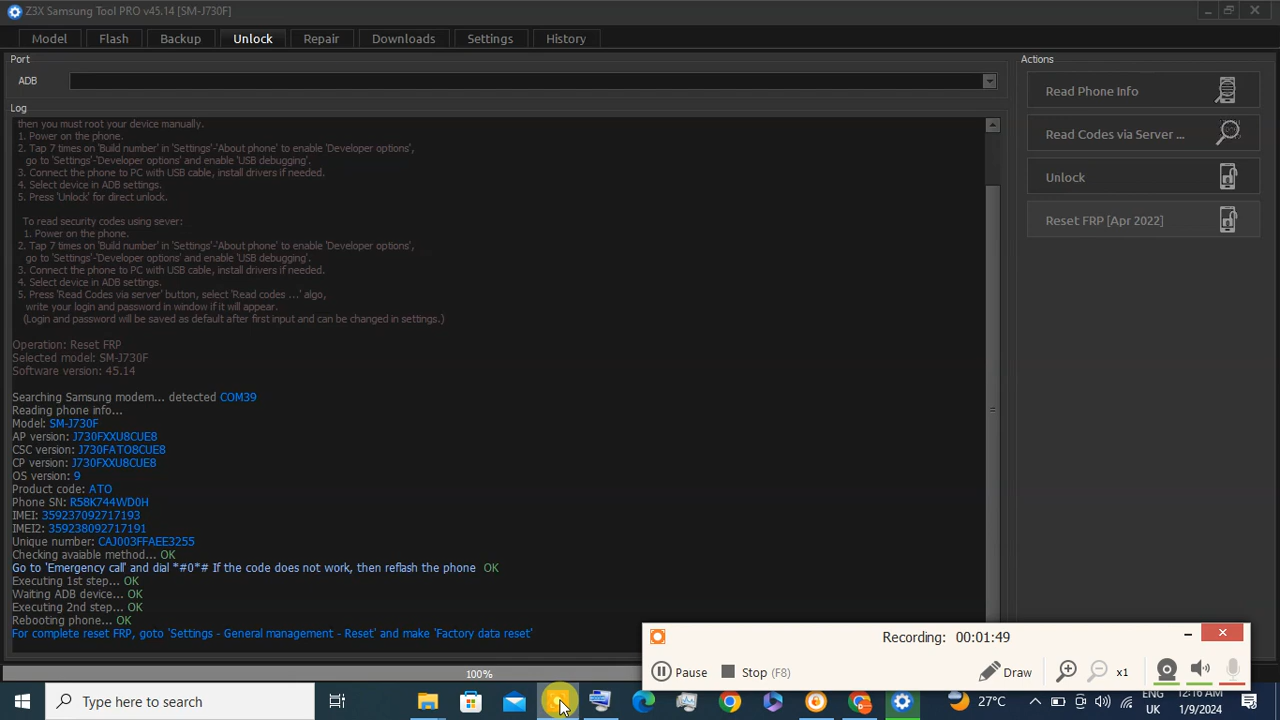 Z3X Samsung Tool PRO v45.14 [SM-J730F]
Model Flash Backup Unlock Repair Downloads Settings History
Port
Actions
ADB
Read Phone Info
Log
then you must root your device manually.
1. Power on the phone.
2. Tap 7 times on 'Build number' in 'Settings'-'About phone' to enable 'Developer options',
go to 'Settings'-'Developer options' and enable 'USB debugging'.
3. Connect the phone to PC with USB cable, install drivers if needed.
4. Select device in ADB settings.
5. Press 'Unlock' for direct unlock.
Read Codes via Server ...
Unlock
Reset FRP [Apr 2022]
To read security codes using sever:
1. Power on the phone.
2. Tap 7 times on 'Build number' in 'Settings'-'About phone' to enable 'Developer options',
go to 'Settings'-'Developer options' and enable 'USB debugging'.
3. Connect the phone to PC with USB cable, install drivers if needed.
4. Select device in ADB settings.
5. Press 'Read Codes via server' button, select 'Read codes ...' algo,
write your login and password in window if it will appear.
(Login and password will be saved as default after first input and can be changed in settings.)
Operation: Reset FRP
Selected model: SM-J730F
Software version: 45.14
Searching Samsung modem... detected COM39
Reading phone info...
Model: SM-J730F
AP version: J730FXXU8CUE8
CSC version: J730FATO8CUE8
CP version: J730FXXU8CUE8
OS version: 9
Product code: ATO
Phone SN: R58K744WD0H
IMEI: 359237092717193
IMEI2: 359238092717191
Unique number: CAJ003FFAEE3255
Checking avaiable method... OK
Go to 'Emergency call' and dial *#0*# If the code does not work, then reflash the phone OK
Executing 1st step... OK
Waiting ADB device... OK
Executing 2nd step... OK
Rebooting phone... OK
For complete reset FRP, goto 'Settings - General management - Reset' and make 'Factory data reset'
100%
Recording: 00:01:49
Pause Stop (F8) Draw x1
Type here to search
27°C
ENG
UK
12:16 AM
1/9/2024